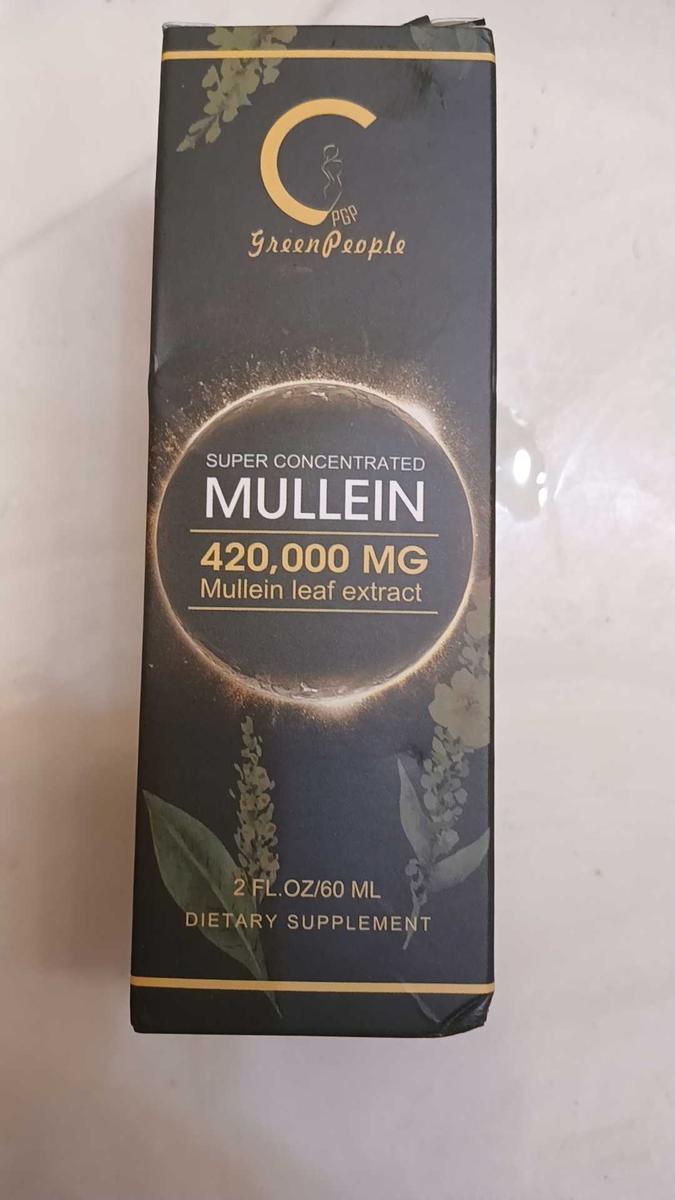 PGP
GreenPeople
SUPER CONCENTRATED
MULLEIN
420,000 MG
Mullein leaf extract
2 FL.OZ/60 ML
DIETARY SUPPLEMENT